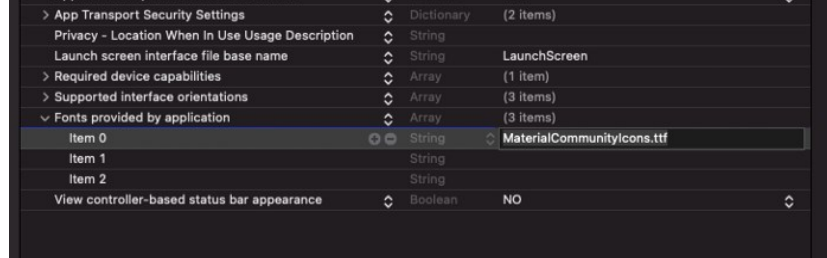 App Transport Security Settings Dictionary (2 items)
Privacy - Location When In Use Usage Description String
Launch screen interface file base name String LaunchScreen
Required device capabilities Array (1 item)
Supported interface orientations Array (3 items)
Fonts provided by application Array (3 items)
Item 0 String MaterialCommunityIcons.ttf
Item 1 String
Item 2 String
View controller-based status bar appearance Boolean NO